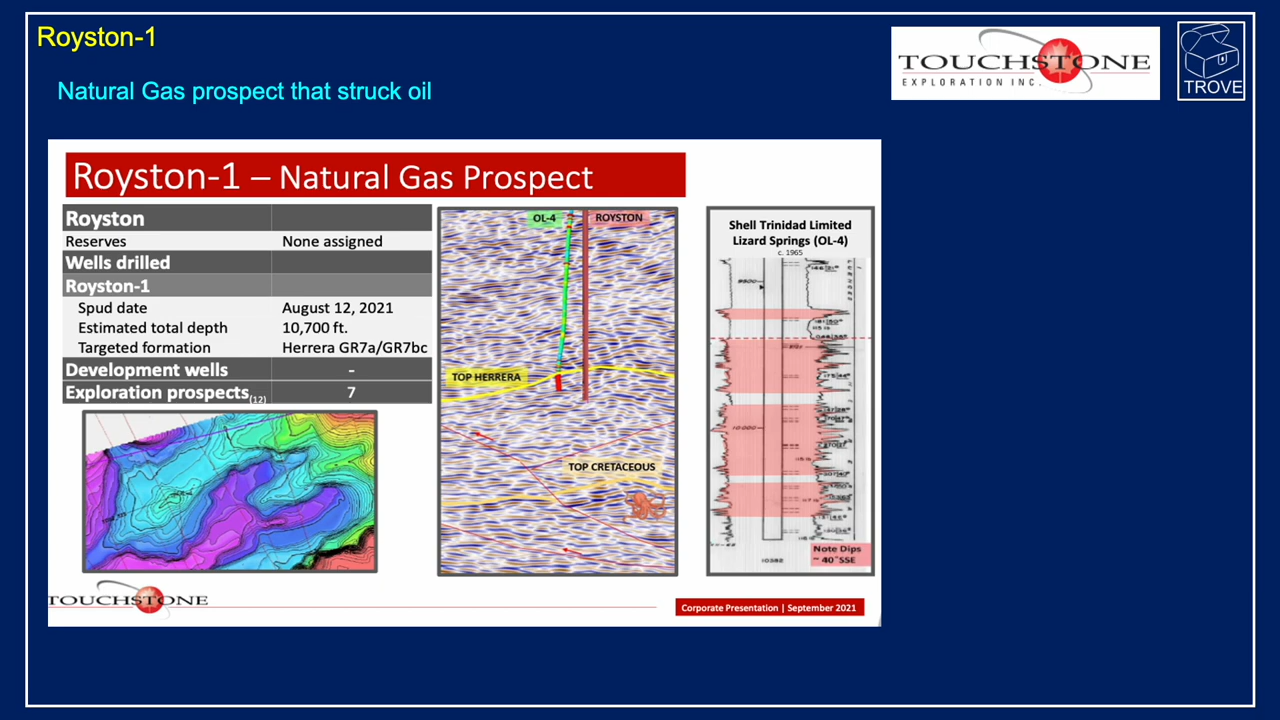 Royston-1
Natural Gas prospect that struck oil
TOUCHSTONE
EXPLORATION INC.
TROVE
Royston-1 – Natural Gas Prospect
Royston
Reserves None assigned
Wells drilled
Royston-1
Spud date August 12, 2021
Estimated total depth 10,700 ft.
Targeted formation Herrera GR7a/GR7bc
Development wells -
Exploration prospects(12) 7
OL-4 ROYSTON
TOP HERRERA
TOP CRETACEOUS
Shell Trinidad Limited
Lizard Springs (OL-4)
c. 1965
9500
10,000
Note Dips
~ 40°SSE
TOUCHSTONE
Corporate Presentation | September 2021